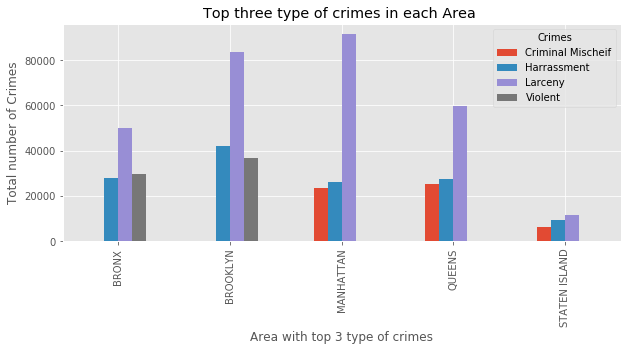 Top three type of crimes in each Area
Crimes
Criminal Mischeif
Harrassment
Larceny
Violent
Total number of Crimes
80000
60000
40000
20000
0
BRONX
BROOKLYN
MANHATTAN
QUEENS
STATEN ISLAND
Area with top 3 type of crimes